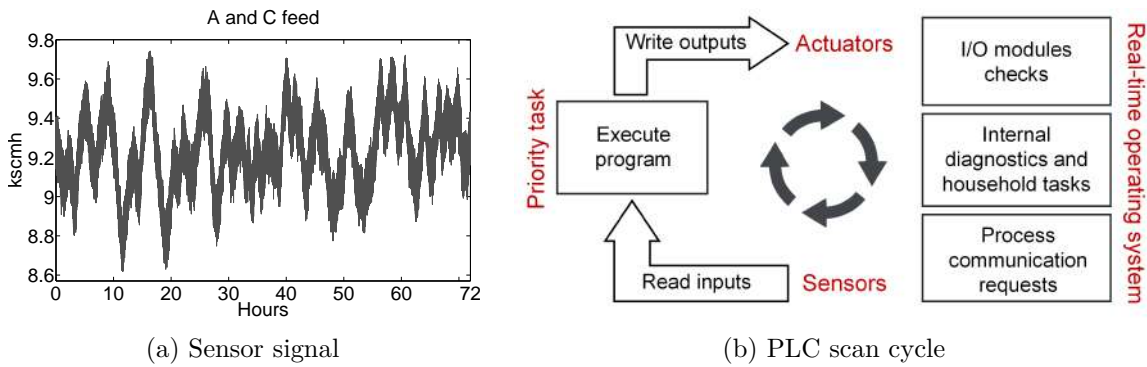 A and C feed
kscmh
9.8
9.6
9.4
9.2
9
8.8
8.6
0 10 20 30 40 50 60 72
Hours
(a) Sensor signal
Priority task
Write outputs
Actuators
Execute
program
Read inputs
Sensors
I/O modules
checks
Internal
diagnostics and
household tasks
Process
communication
requests
Real-time operating system
(b) PLC scan cycle